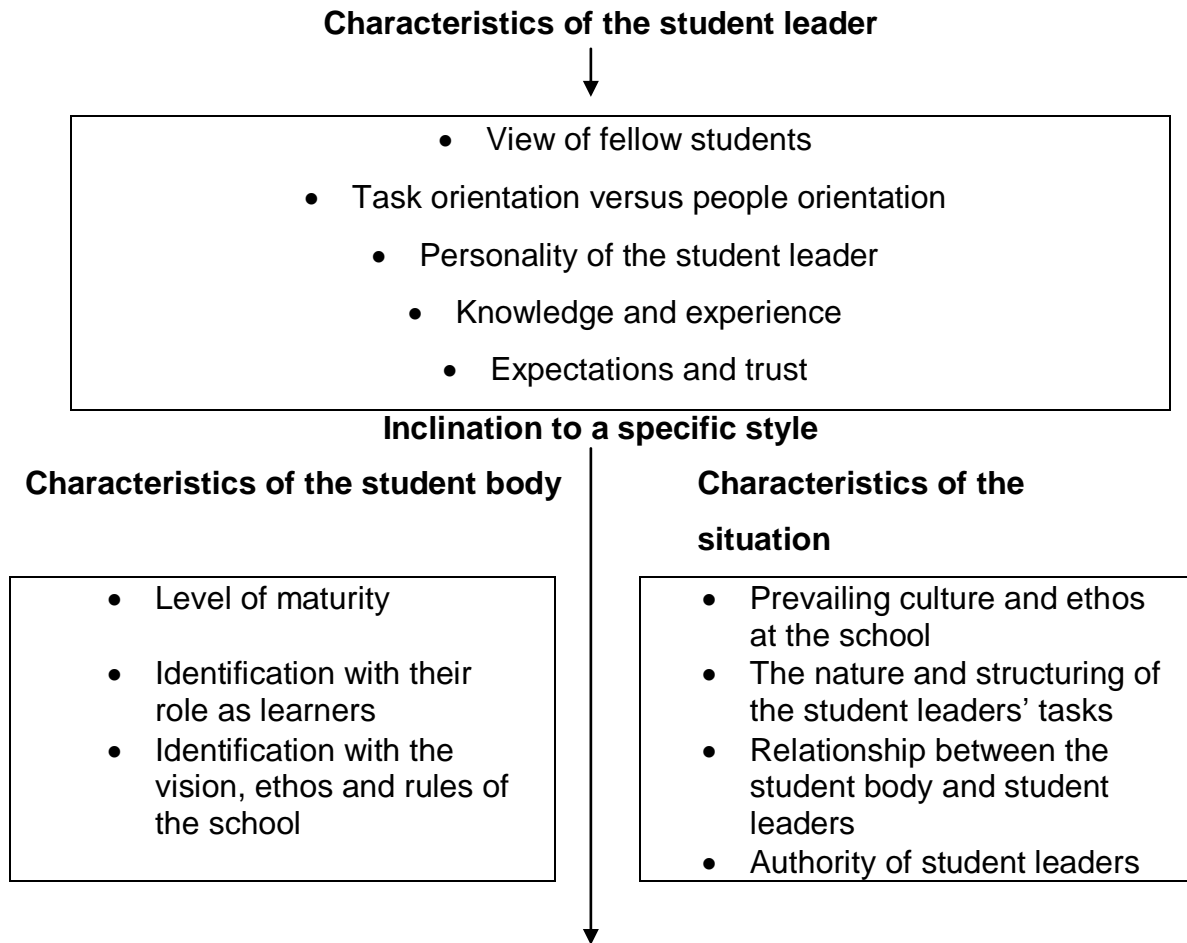 Characteristics of the student leader
• View of fellow students
• Task orientation versus people orientation
• Personality of the student leader
• Knowledge and experience
• Expectations and trust
Inclination to a specific style
Characteristics of the student body
• Level of maturity
• Identification with their
role as learners
• Identification with the
vision, ethos and rules of
the school
Characteristics of the
situation
• Prevailing culture and ethos
at the school
• The nature and structuring of
the student leaders’ tasks
• Relationship between the
student body and student
leaders
• Authority of student leaders